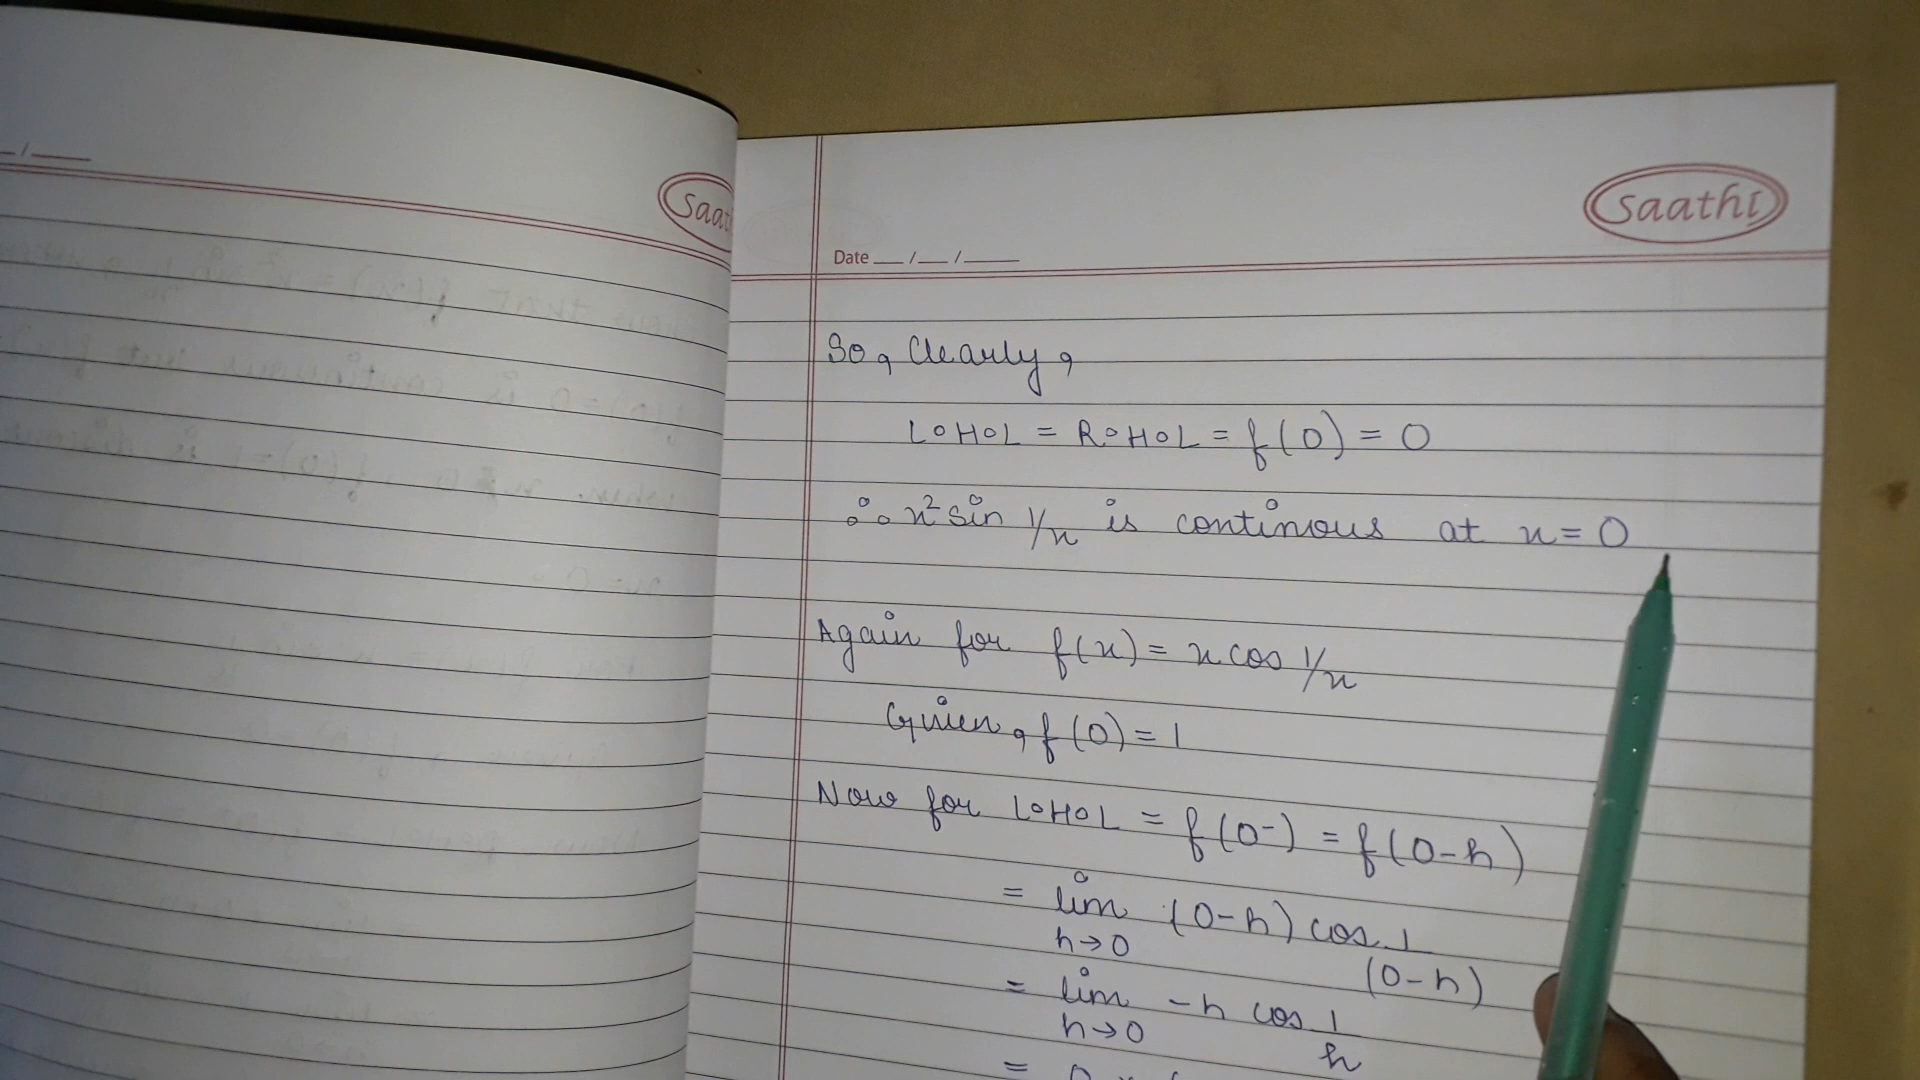 Saathi
Date __/__/____
So, Clearly,
L.H.L = R.H.L = f(0) = 0
∴ x² sin 1/x is continous at x = 0
Again for f(x) = x cos 1/x
Given, f(0) = 1
Now for L.H.L = f(0-) = f(0-h)
= lim h→0 (0-h) cos 1/(0-h)
= lim h→0 -h cos 1/h